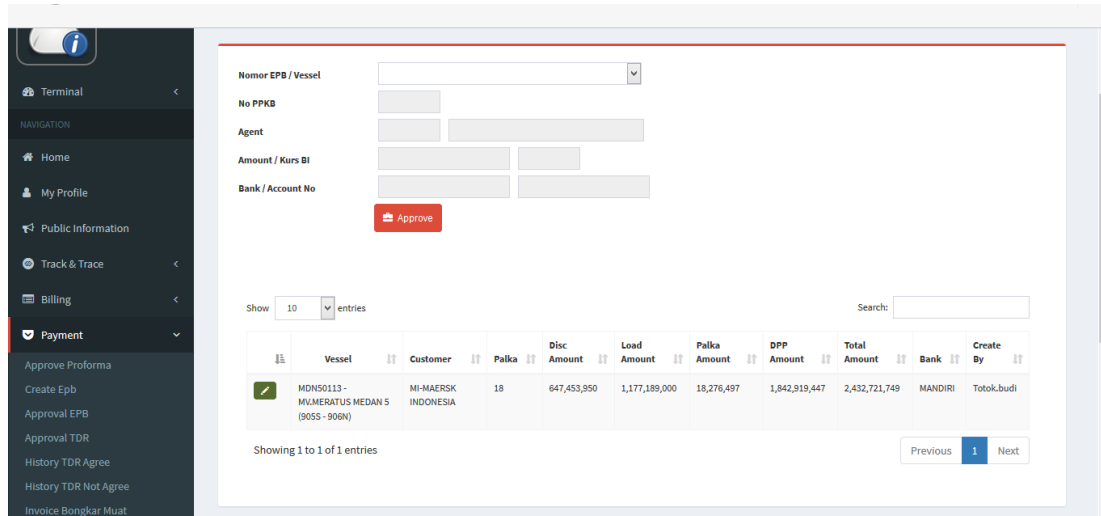 Terminal
NAVIGATION
Home
My Profile
Public Information
Track & Trace
Billing
Payment
Approve Proforma
Create Epb
Approval EPB
Approval TDR
History TDR Agree
History TDR Not Agree
Invoice Bongkar Muat
Nomor EPB / Vessel
No PPKB
Agent
Amount / Kurs BI
Bank / Account No
Approve
Show 10 entries
Search:
Vessel Customer Palka Disc Amount Load Amount Palka Amount DPP Amount Total Amount Bank Create By
MDN50113 - MI-MAERSK 18 647,453,950 1,177,189,000 18,276,497 1,842,919,447 2,432,721,749 MANDIRI Totok.budi
MV.MERATUS MEDAN 5 INDONESIA
(905S - 906N)
Showing 1 to 1 of 1 entries
Previous 1 Next